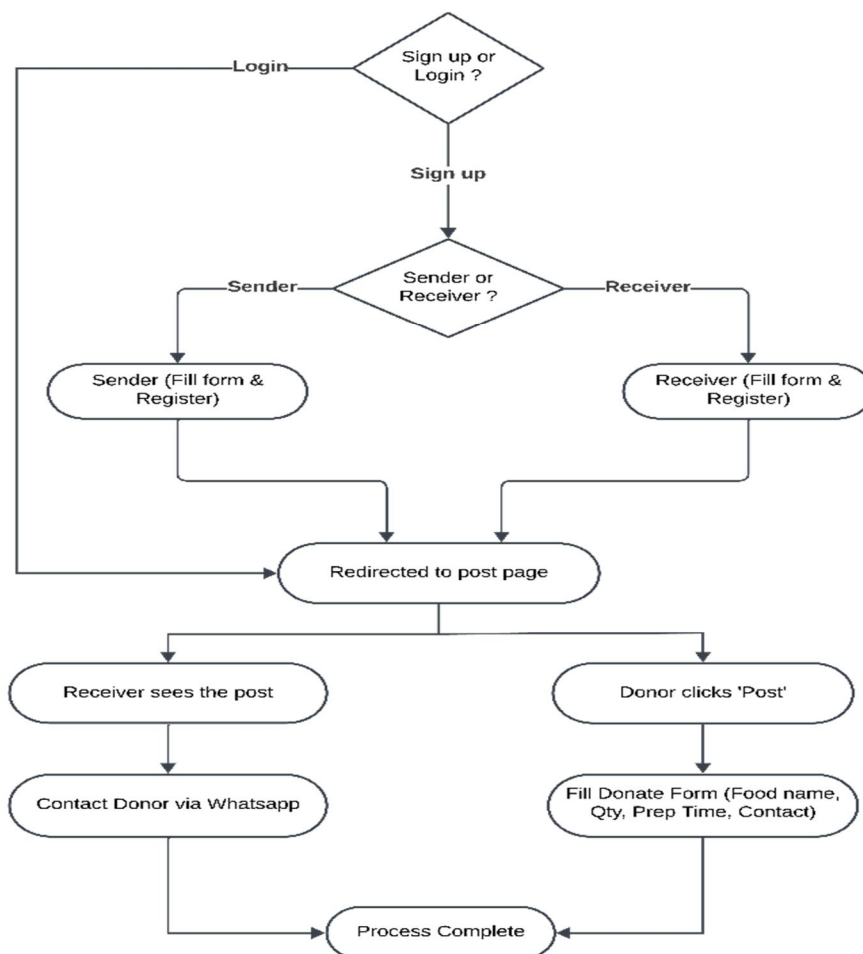 Sign up or
Login ?
Login
Sign up
Sender or
Receiver ?
Sender
Receiver
Sender (Fill form &
Register)
Receiver (Fill form &
Register)
Redirected to post page
Receiver sees the post
Donor clicks 'Post'
Contact Donor via Whatsapp
Fill Donate Form (Food name,
Qty, Prep Time, Contact)
Process Complete